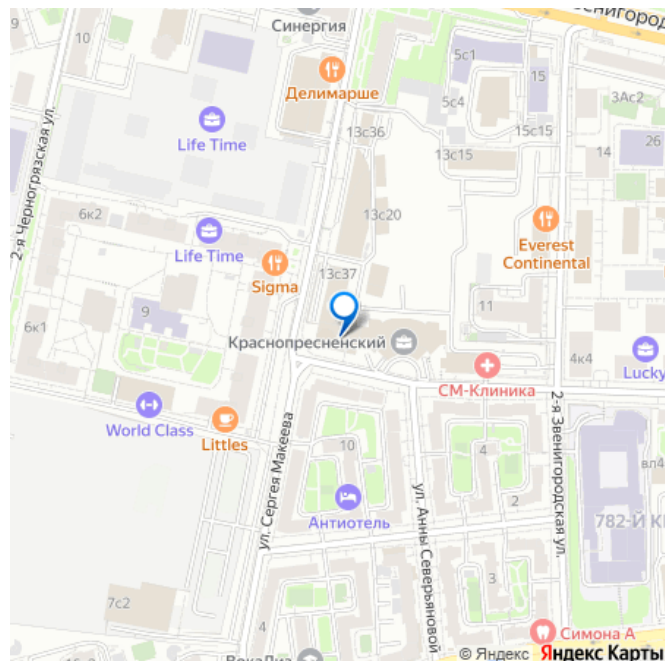 венигород
Синергия
10
5с1
Делимарше
15
5с4
3Ас2
13с36
15с15
26
Life Time
13с15
14
2-я Черногрязская ул.
6к2
13с20
Life Time
Everest
Continental
Sigma
13с37
9
11
6к1
Краснопресненский
4к4
СМ-Клиника
Lucky
World Class
Littles
2-я Звенигородская ул.
ул. Сергея Макеева
10
4
вл4
Антиотель
2
782-Й К
ул. Анны Северьяновой
3
7с2
Симона А
© Яндекс Яндекс Карты